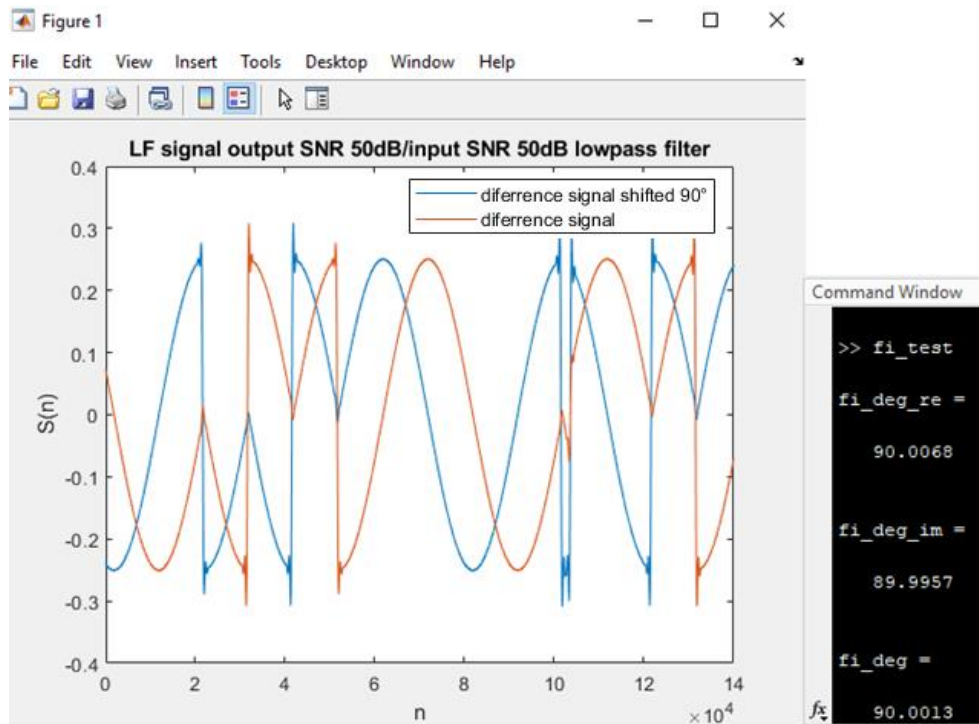 Figure 1
File Edit View Insert Tools Desktop Window Help
LF signal output SNR 50dB/input SNR 50dB lowpass filter
diferrence signal shifted 90°
diferrence signal
0.4
0.3
0.2
0.1
0
-0.1
-0.2
-0.3
-0.4
S(n)
0 2 4 6 8 10 12 14
n
×10⁴
Command Window
>> fi_test
fi_deg_re =
90.0068
fi_deg_im =
89.9957
fi_deg =
fx 90.0013